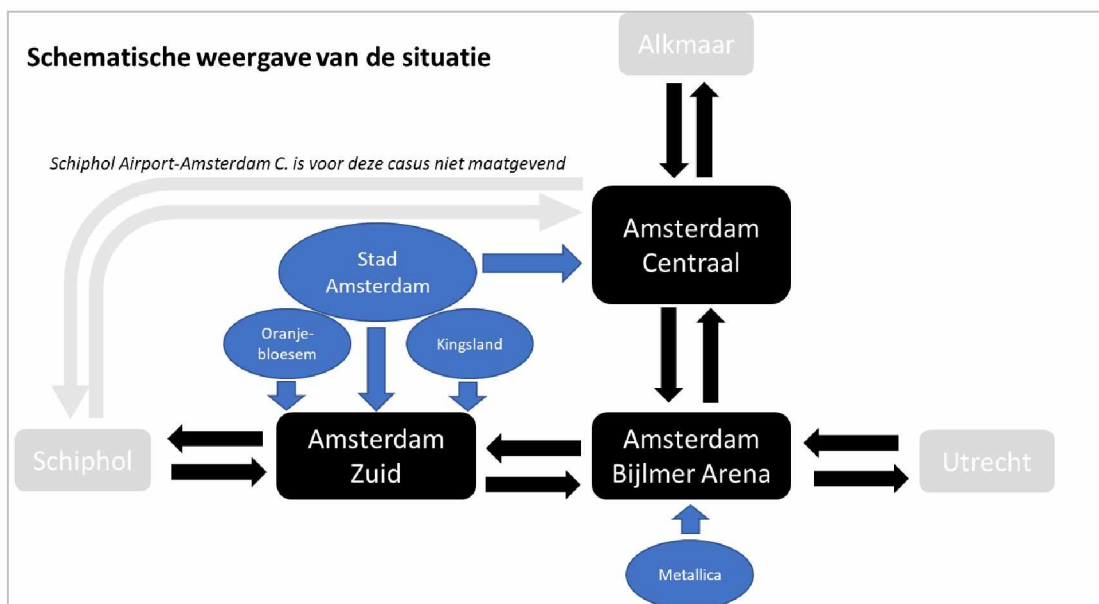 Schematische weergave van de situatie
Alkmaar
Schiphol Airport-Amsterdam C. is voor deze casus niet maatgevend
Amsterdam
Centraal
Stad
Amsterdam
Oranje-
bloesem
Kingsland
Schiphol
Amsterdam
Zuid
Amsterdam
Bijlmer Arena
Utrecht
Metallica